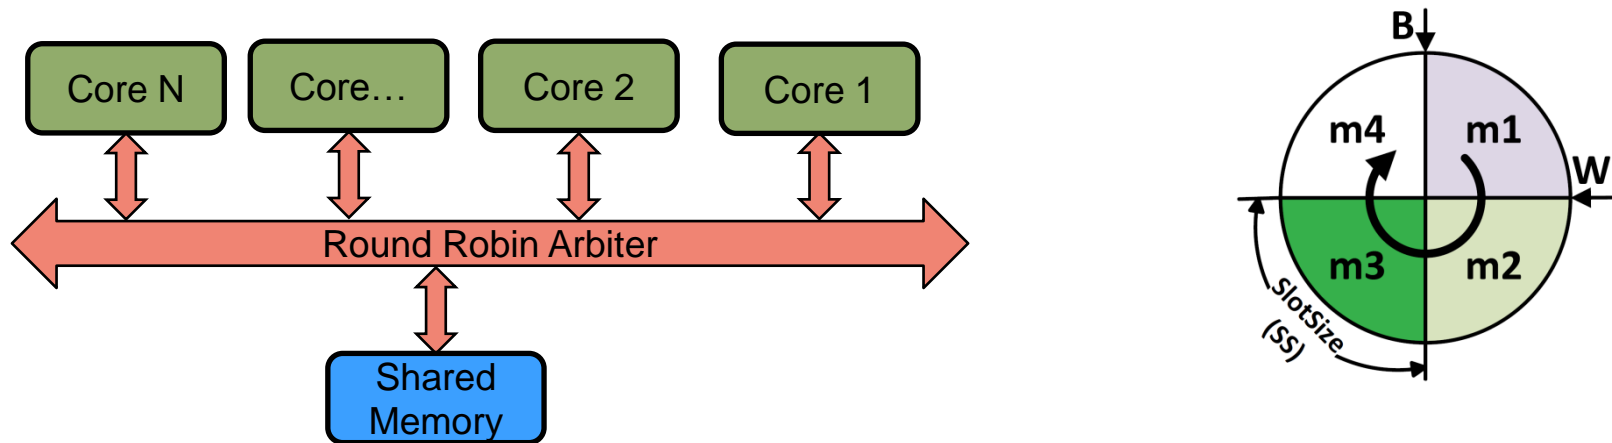 Core N
Core…
Core 2
Core 1
Round Robin Arbiter
Shared
Memory
B
m4
m1
W
m3
m2
SlotSize
(SS)